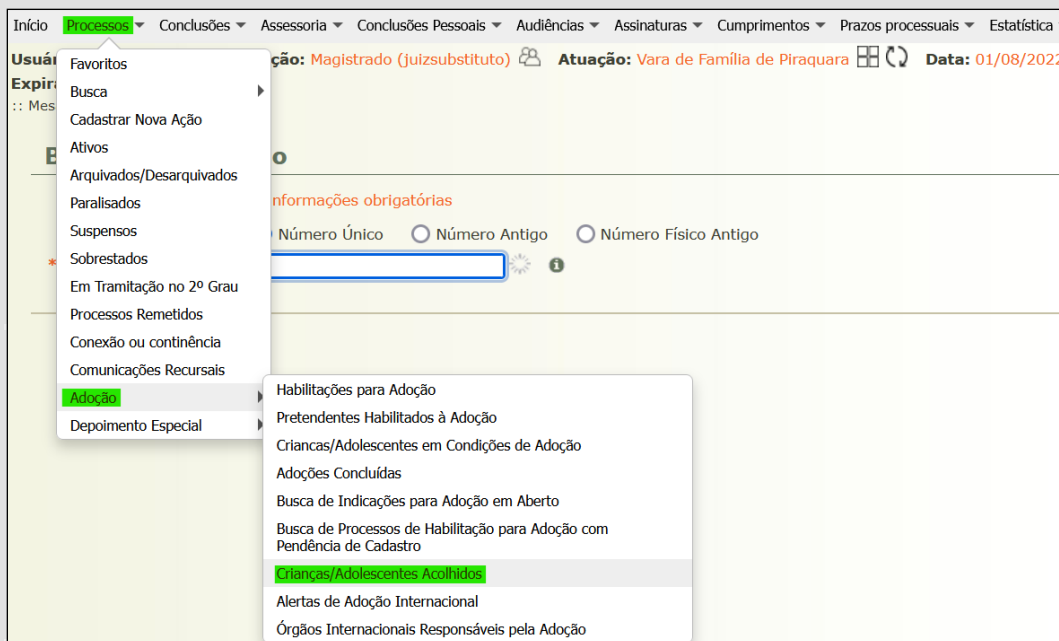 Início Processos Conclusões Assessoria Conclusões Pessoais Audiências Assinaturas Cumprimentos Prazos processuais Estatística
Usuár ção: Magistrado (juizsubstituto) Atuação: Vara de Família de Piraquara Data: 01/08/2022
Expir
:: Mes
Favoritos
Busca
Cadastrar Nova Ação
Ativos
B o
Arquivados/Desarquivados
Paralisados
nformações obrigatórias
Suspensos
Número Único Número Antigo Número Físico Antigo
Sobrestados
*
Em Tramitação no 2º Grau
Processos Remetidos
Conexão ou continência
Comunicações Recursais
Adoção
Depoimento Especial
Habilitações para Adoção
Pretendentes Habilitados à Adoção
Criancas/Adolescentes em Condições de Adoção
Adoções Concluídas
Busca de Indicações para Adoção em Aberto
Busca de Processos de Habilitação para Adoção com
Pendência de Cadastro
Crianças/Adolescentes Acolhidos
Alertas de Adoção Internacional
Órgãos Internacionais Responsáveis pela Adoção